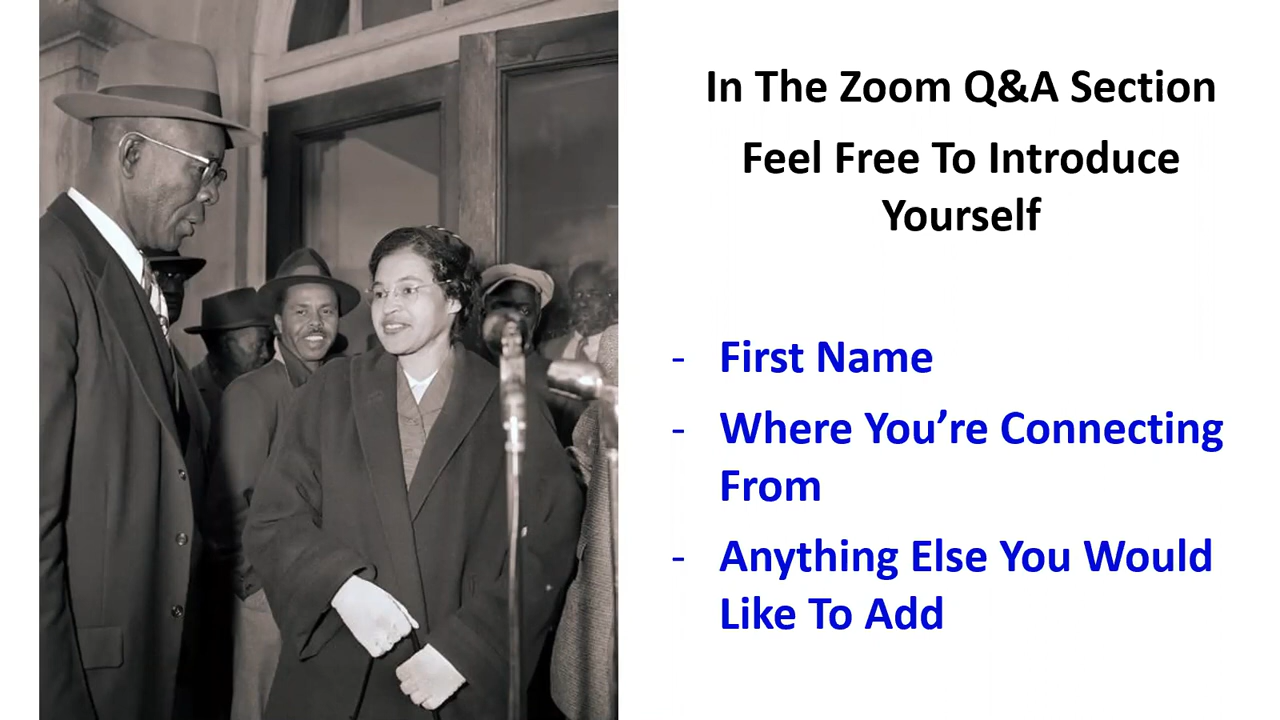 In The Zoom Q&A Section
Feel Free To Introduce
Yourself
- First Name
- Where You’re Connecting
From
- Anything Else You Would
Like To Add